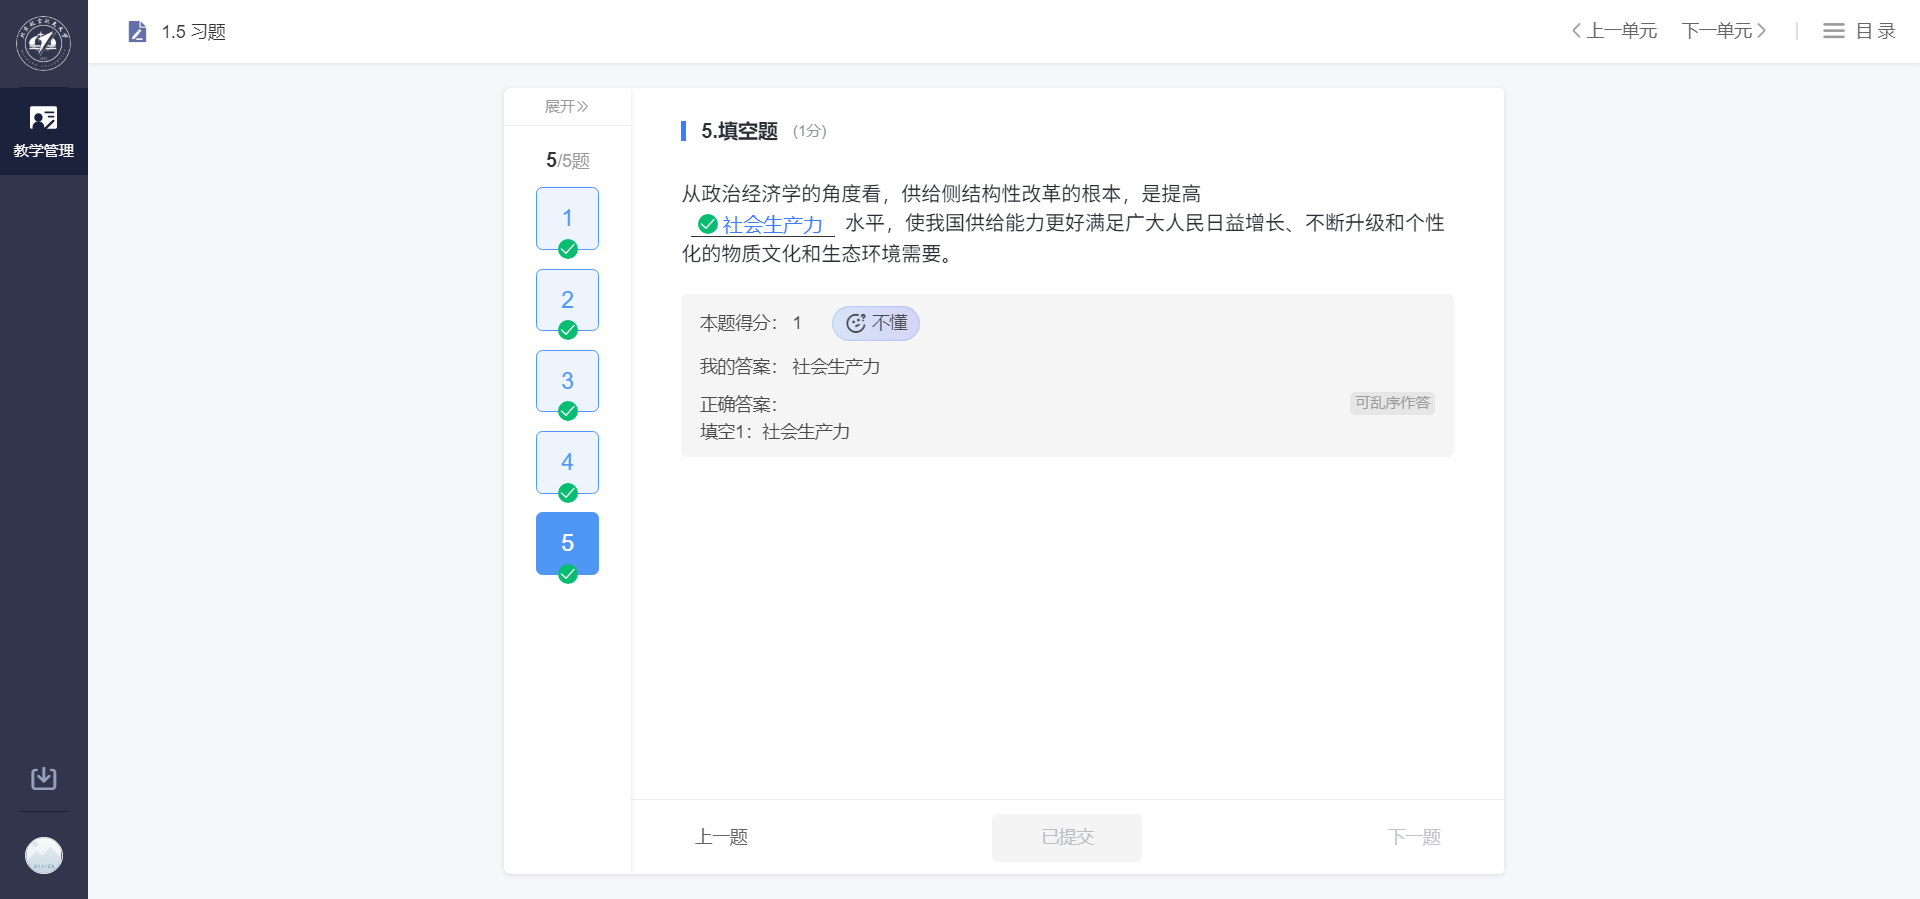 1.5 习题
上一单元
下一单元
目录
教学管理
展开
5/5题
1
2
3
4
5
5.填空题 (1分)
从政治经济学的角度看，供给侧结构性改革的根本，是提高
社会生产力 水平，使我国供给能力更好满足广大人民日益增长、不断升级和个性
化的物质文化和生态环境需要。
本题得分： 1 不懂
我的答案： 社会生产力
正确答案：
可乱序作答
填空1：社会生产力
上一题
已提交
下一题